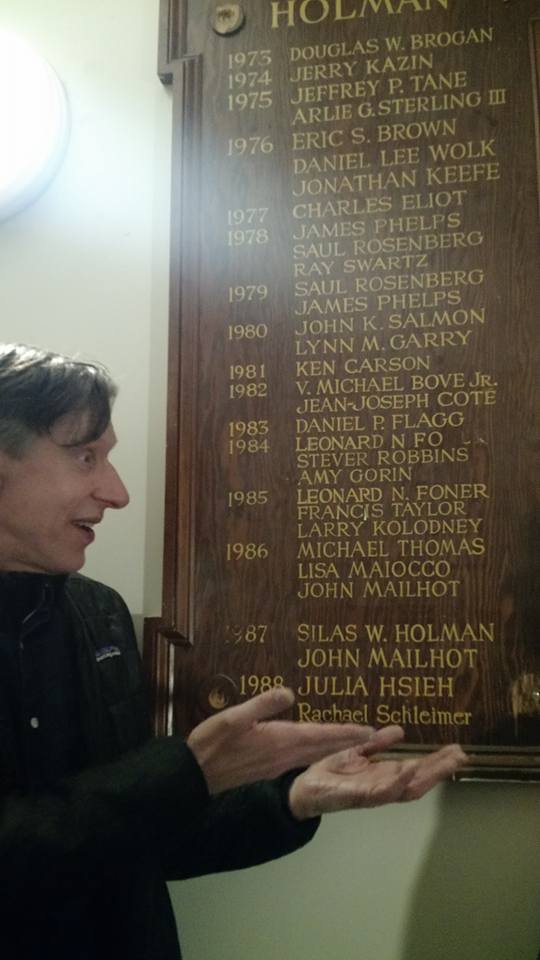 HOLMAN
1973 DOUGLAS W. BROGAN
1974 JERRY KAZIN
1975 JEFFREY P. TANE
ARLIE G. STERLING III
1976 ERIC S. BROWN
DANIEL LEE WOLK
JONATHAN KEEFE
1977 CHARLES ELIOT
1978 JAMES PHELPS
SAUL ROSENBERG
RAY SWARTZ
1979 SAUL ROSENBERG
JAMES PHELPS
1980 JOHN K. SALMON
LYNN M. GARRY
1981 KEN CARSON
1982 V. MICHAEL BOVE Jr.
JEAN-JOSEPH COTE
1983 DANIEL P. FLAGG
1984 LEONARD N FO
STEVER ROBBINS
AMY GORIN
1985 LEONARD N. FONER
FRANCIS TAYLOR
LARRY KOLODNEY
1986 MICHAEL THOMAS
LISA MAIOCCO
JOHN MAILHOT
1987 SILAS W. HOLMAN
JOHN MAILHOT
1988 JULIA HSIEH
Rachael Schleimer